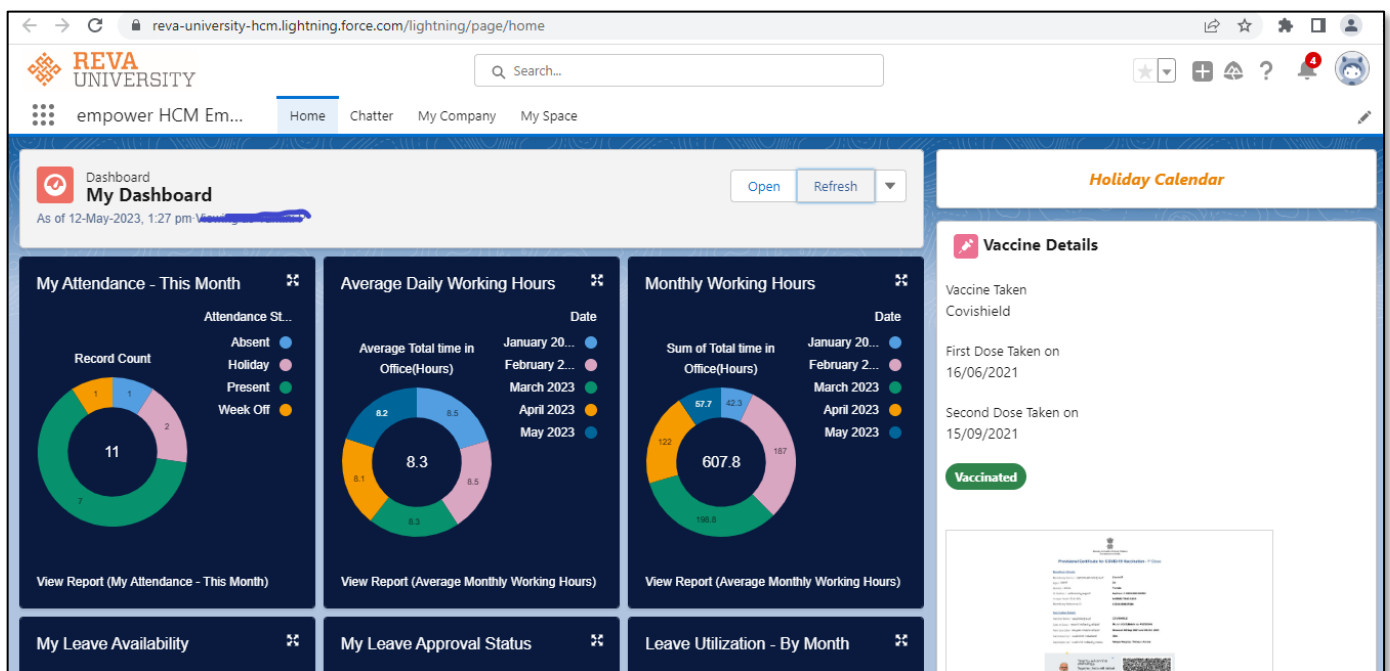 reva-university-hcm.lightning.force.com/lightning/page/home
REVA
UNIVERSITY
Search...
4
empower HCM Em...
Home
Chatter
My Company
My Space
Dashboard
My Dashboard
As of 12-May-2023, 1:27 pm
Open
Refresh
Holiday Calendar
Vaccine Details
Vaccine Taken
Covishield
First Dose Taken on
16/06/2021
Second Dose Taken on
15/09/2021
Vaccinated
My Attendance - This Month
Attendance St...
Absent
Holiday
Present
Week Off
Record Count
1
1
2
11
7
View Report (My Attendance - This Month)
Average Daily Working Hours
Date
January 20...
February 2...
March 2023
April 2023
May 2023
Average Total time in
Office(Hours)
8.2
8.5
8.3
8.1
8.5
8.3
View Report (Average Monthly Working Hours)
Monthly Working Hours
Date
January 20...
February 2...
March 2023
April 2023
May 2023
Sum of Total time in
Office(Hours)
57.7
42.3
122
187
607.8
198.8
View Report (Average Monthly Working Hours)
My Leave Availability
My Leave Approval Status
Leave Utilization - By Month